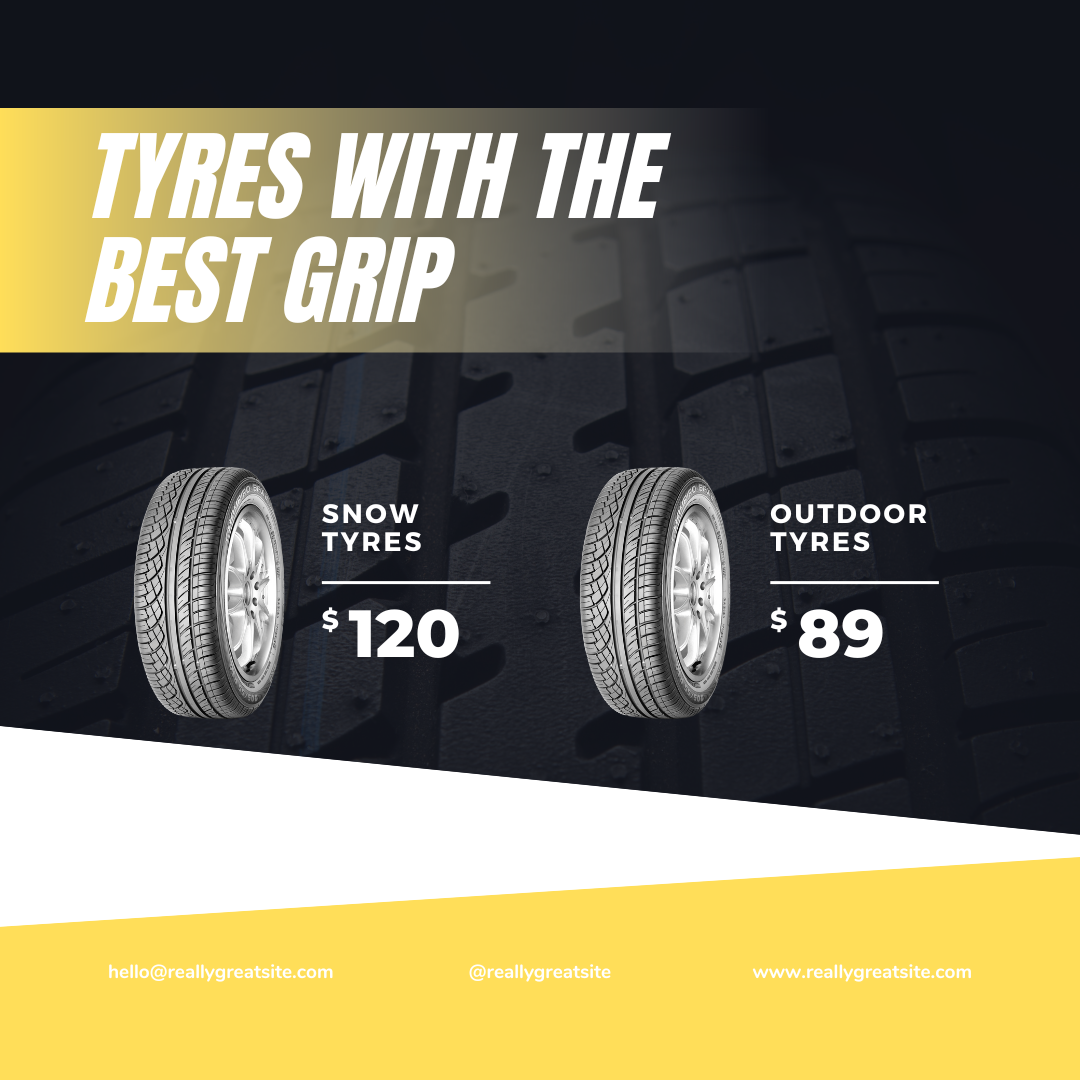 TYRES WITH THE
BEST GRIP
SNOW
TYRES
$ 120
OUTDOOR
TYRES
$ 89
hello@reallygreatsite.com
@reallygreatsite
www.reallygreatsite.com